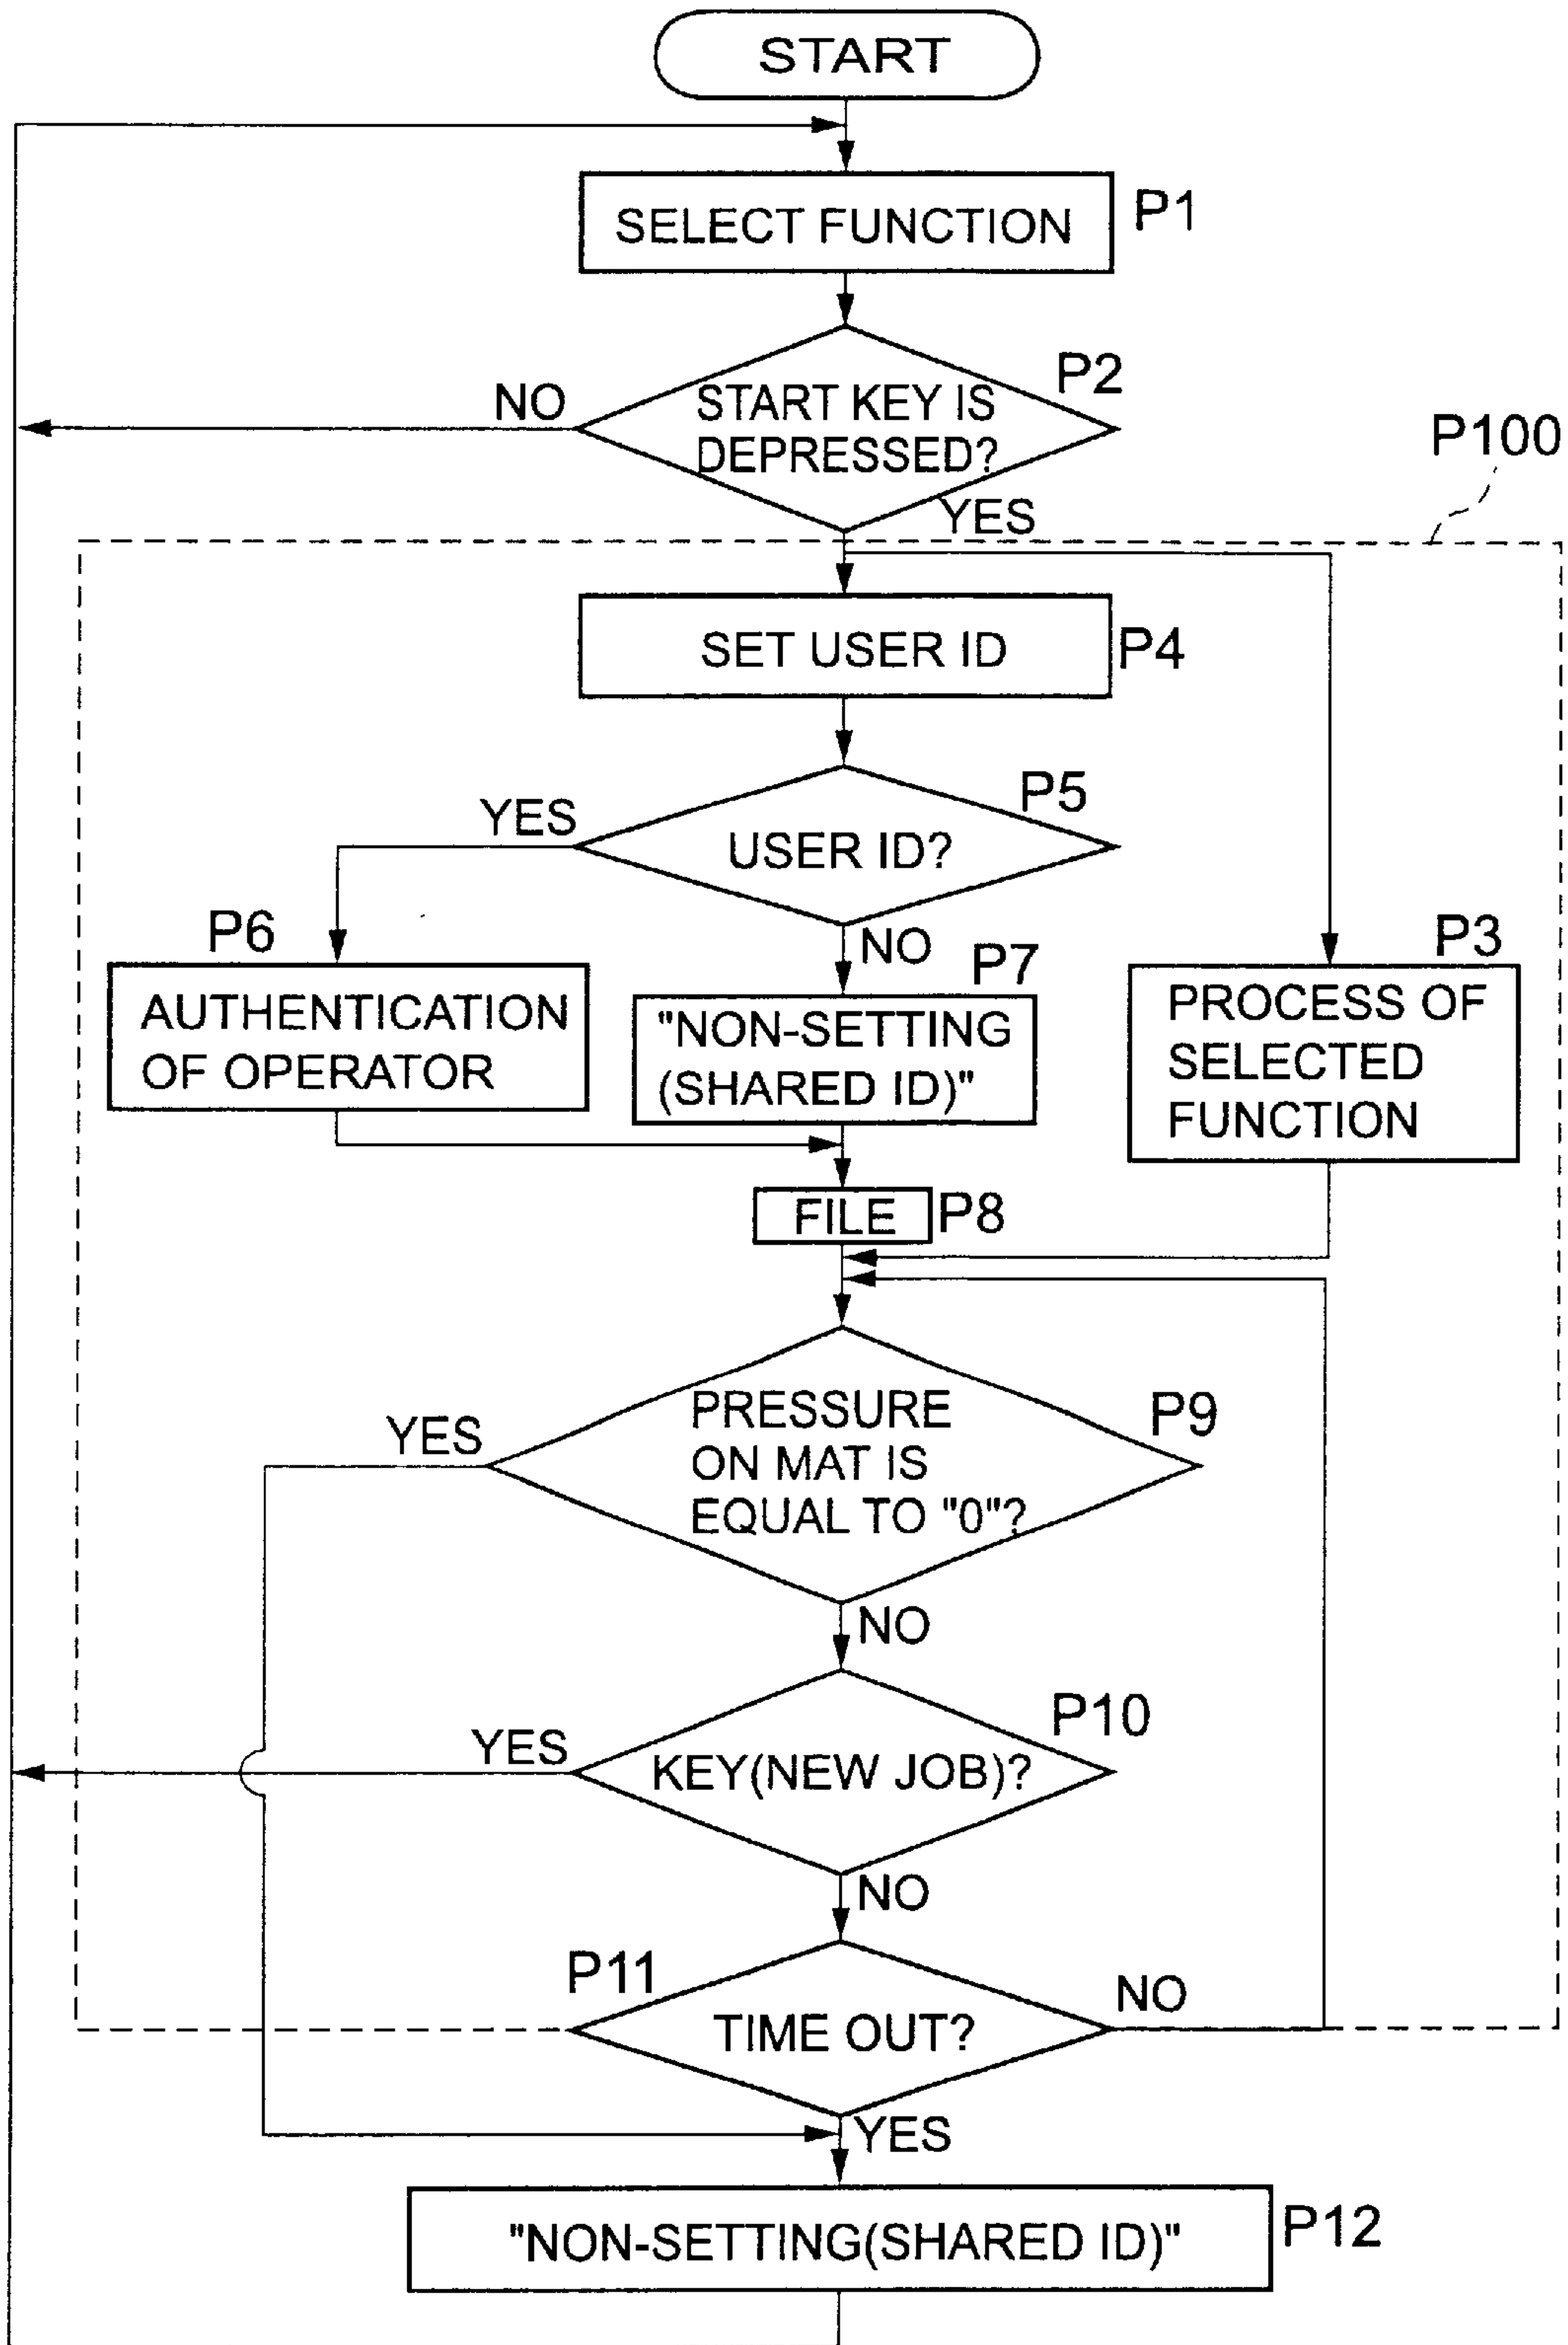 START
SELECT FUNCTION
P1
START KEY IS
DEPRESSED?
P2
NO
YES
P100
SET USER ID
P4
USER ID?
P5
YES
NO
P6
AUTHENTICATION
OF OPERATOR
P7
"NON-SETTING
(SHARED ID)"
P3
PROCESS OF
SELECTED
FUNCTION
FILE
P8
PRESSURE
ON MAT IS
EQUAL TO "0"?
P9
YES
NO
KEY(NEW JOB)?
P10
YES
NO
P11
TIME OUT?
NO
YES
"NON-SETTING(SHARED ID)"
P12